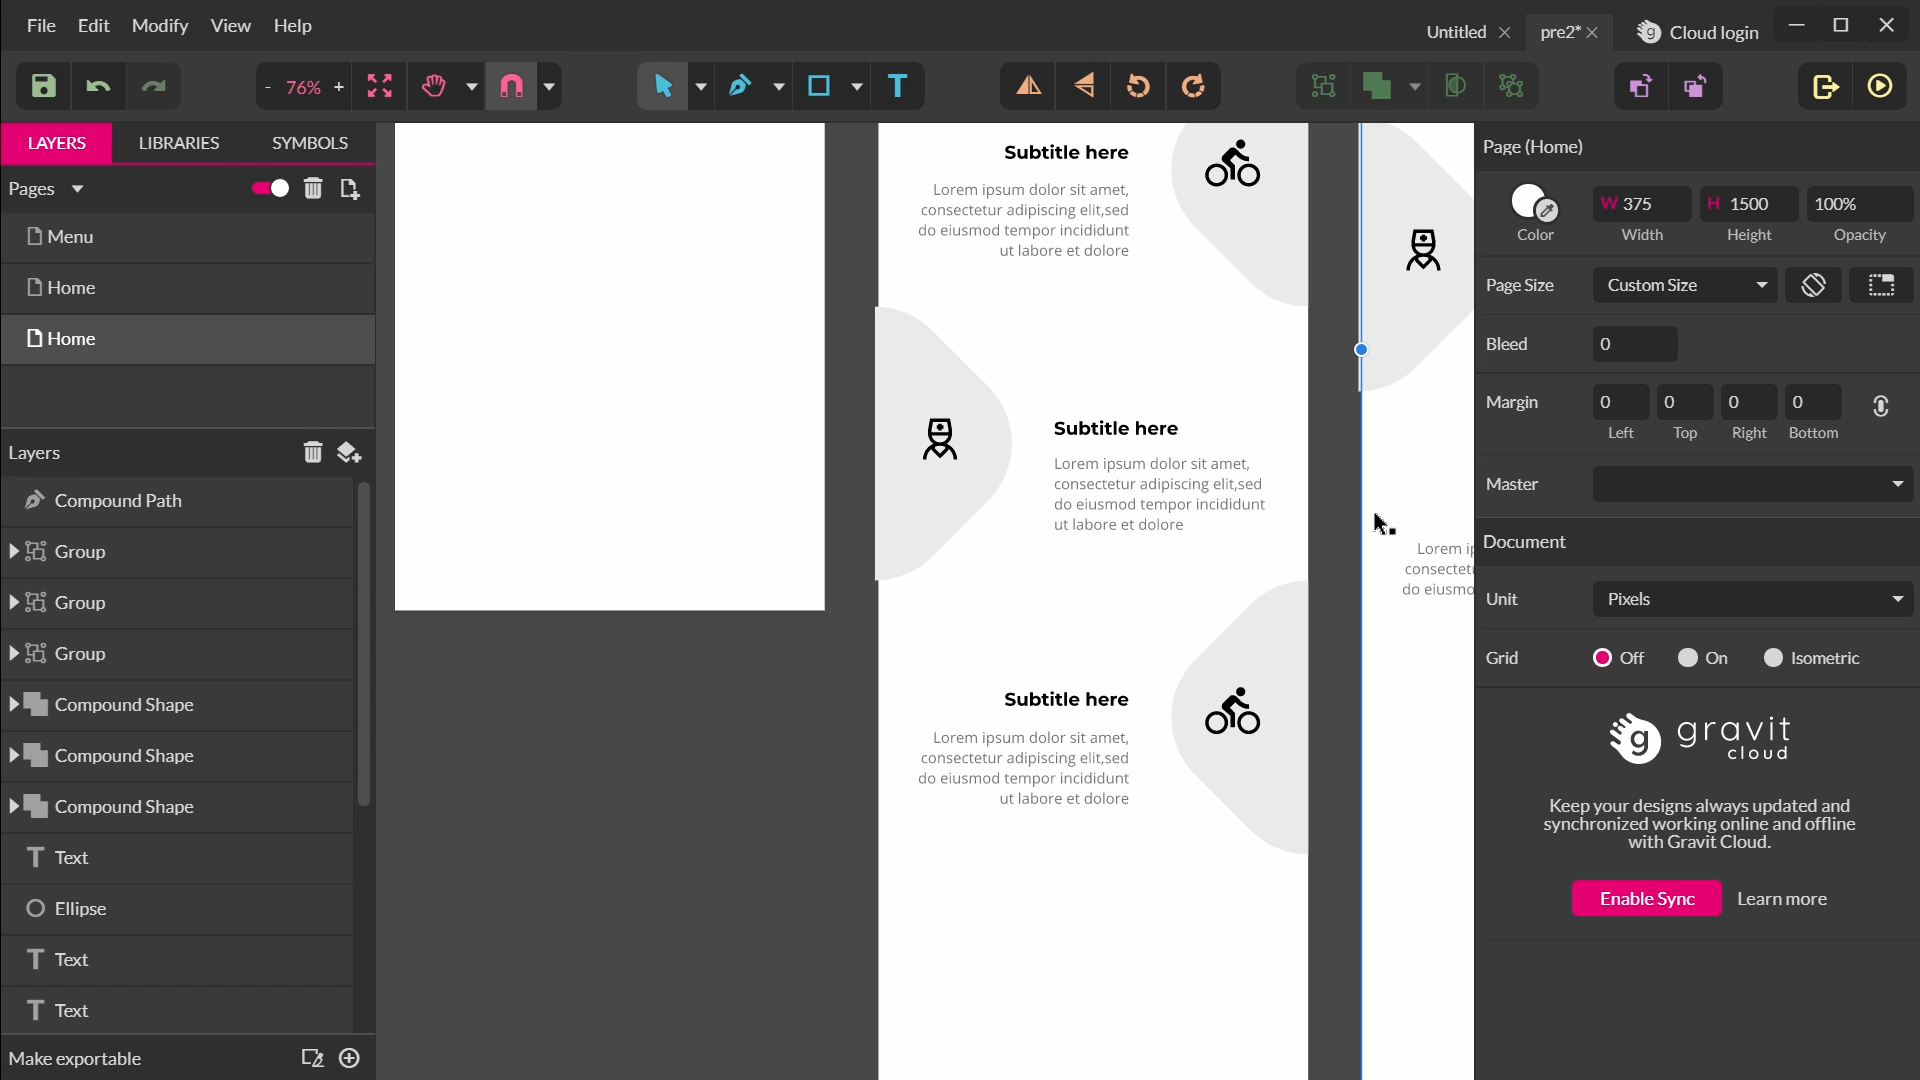 File Edit Modify View Help
Untitled pre2* Cloud login
- 76% +
T
LAYERS LIBRARIES SYMBOLS
Pages
Menu
Home
Home
Layers
Compound Path
Group
Group
Group
Compound Shape
Compound Shape
Compound Shape
Text
Ellipse
Text
Text
Make exportable
Subtitle here
Lorem ipsum dolor sit amet,
consectetur adipiscing elit,sed
do eiusmod tempor incididunt
ut labore et dolore
Subtitle here
Lorem ipsum dolor sit amet,
consectetur adipiscing elit,sed
do eiusmod tempor incididunt
ut labore et dolore
Subtitle here
Lorem ipsum dolor sit amet,
consectetur adipiscing elit,sed
do eiusmod tempor incididunt
ut labore et dolore
Lorem ip
consectetu
do eiusmo
Page (Home)
W 375 H 1500 100%
Color Width Height Opacity
Page Size Custom Size
Bleed 0
Margin 0 0 0 0
Left Top Right Bottom
Master
Document
Unit Pixels
Grid Off On Isometric
gravit
cloud
Keep your designs always updated and
synchronized working online and offline
with Gravit Cloud.
Enable Sync Learn more